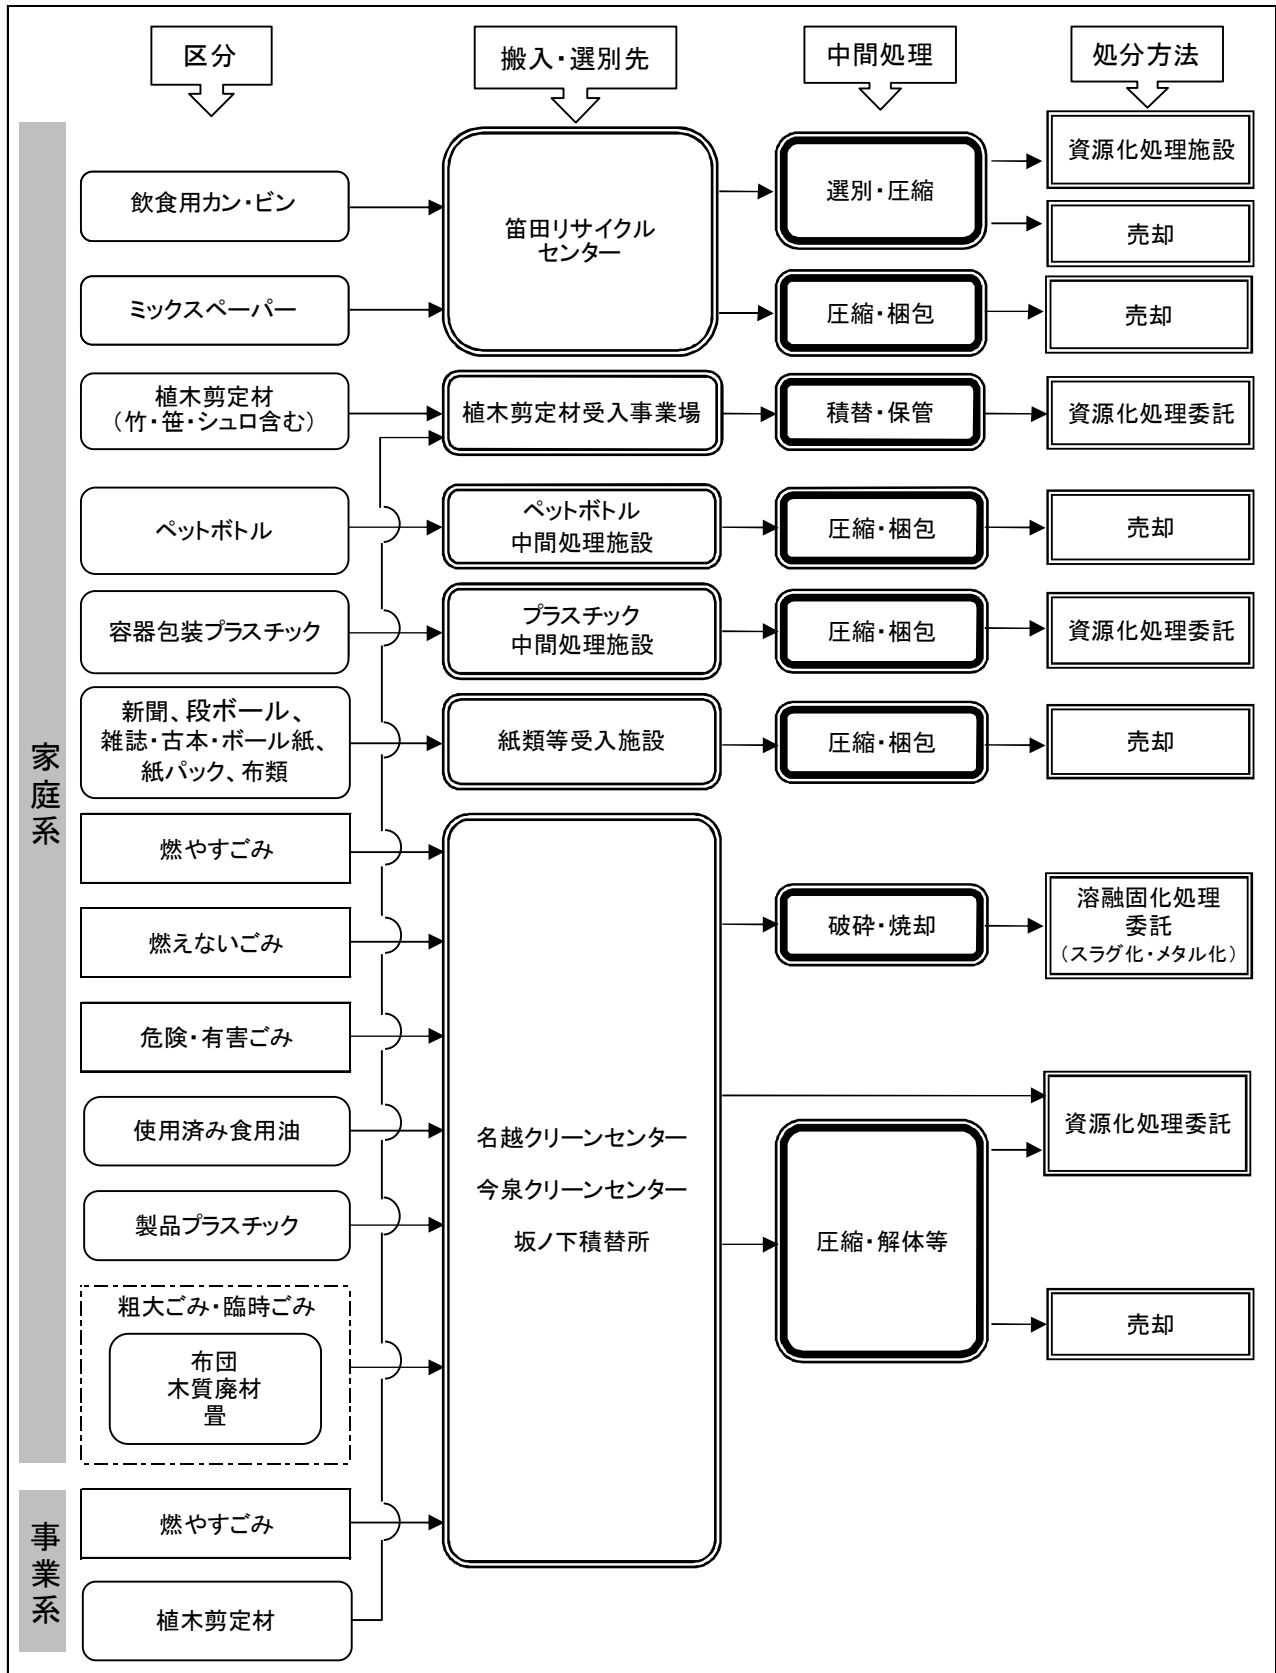 区分
搬入・選別先
中間処理
処分方法
家庭系
飲食用カン・ビン
笛田リサイクル
センター
選別・圧縮
資源化処理施設
売却
ミックスペーパー
圧縮・梱包
売却
植木剪定材
（竹・笹・シュロ含む）
植木剪定材受入事業場
積替・保管
資源化処理委託
ペットボトル
ペットボトル
中間処理施設
圧縮・梱包
売却
容器包装プラスチック
プラスチック
中間処理施設
圧縮・梱包
資源化処理委託
新聞、段ボール、
雑誌・古本・ボール紙、
紙パック、布類
紙類等受入施設
圧縮・梱包
売却
燃やすごみ
燃えないごみ
危険・有害ごみ
使用済み食用油
製品プラスチック
粗大ごみ・臨時ごみ
布団
木質廃材
畳
名越クリーンセンター
今泉クリーンセンター
坂ノ下積替所
破砕・焼却
溶融固化処理
委託
（スラグ化・メタル化）
資源化処理委託
圧縮・解体等
売却
事業系
燃やすごみ
植木剪定材